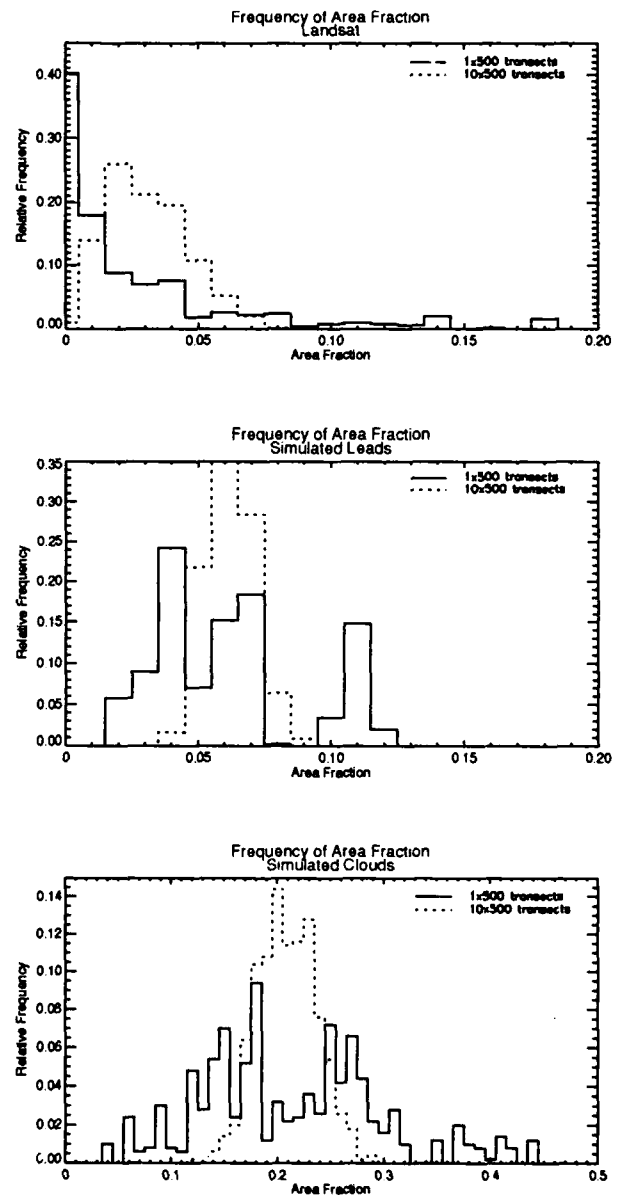 Frequency of Area Fraction
Landsat
1x500 transects
10x500 transects
0.40
0.30
0.20
0.10
0.00
Relative Frequency
0
0.05
0.10
0.15
0.20
Area Fraction
Frequency of Area Fraction
Simulated Leads
1x500 transects
10x500 transects
0.35
0.30
0.25
0.20
0.15
0.10
0.05
0.00
Relative Frequency
0
0.05
0.10
0.15
0.20
Area Fraction
Frequency of Area Fraction
Simulated Clouds
1x500 transects
10x500 transects
0.14
0.12
0.10
0.08
0.06
0.04
0.02
0.00
Relative Frequency
0
0.1
0.2
0.3
0.4
0.5
Area Fraction